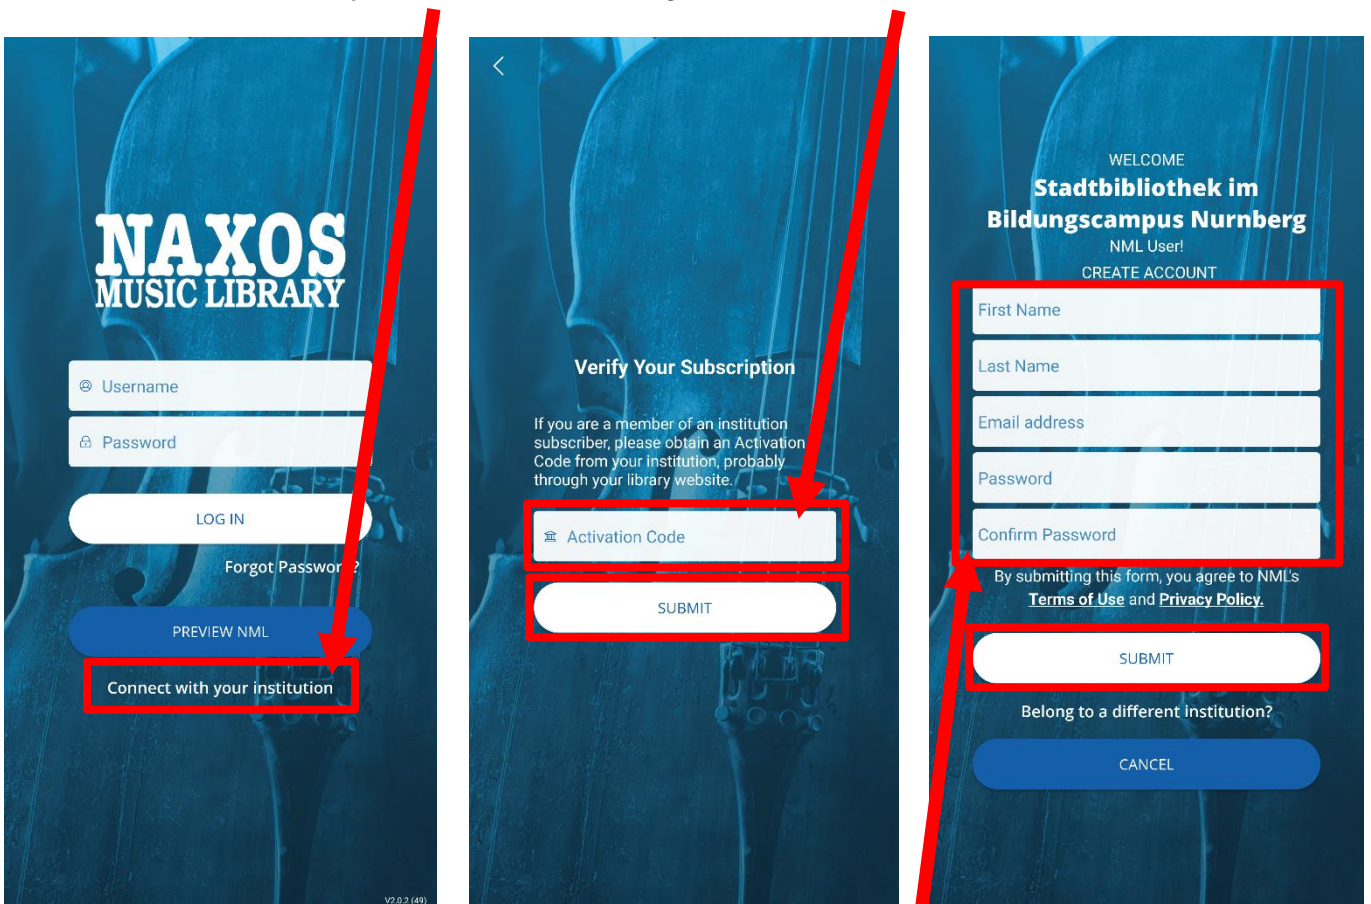 NAXOS
MUSIC LIBRARY
Username
Password
LOG IN
Forgot Password?
PREVIEW NML
Connect with your institution
V2.0.2 (49)
Verify Your Subscription
If you are a member of an institution
subscriber, please obtain an Activation
Code from your institution, probably
through your library website.
Activation Code
SUBMIT
WELCOME
Stadtbibliothek im
Bildungscampus Nurnberg
NML User!
CREATE ACCOUNT
First Name
Last Name
Email address
Password
Confirm Password
By submitting this form, you agree to NML's
Terms of Use and Privacy Policy.
SUBMIT
Belong to a different institution?
CANCEL